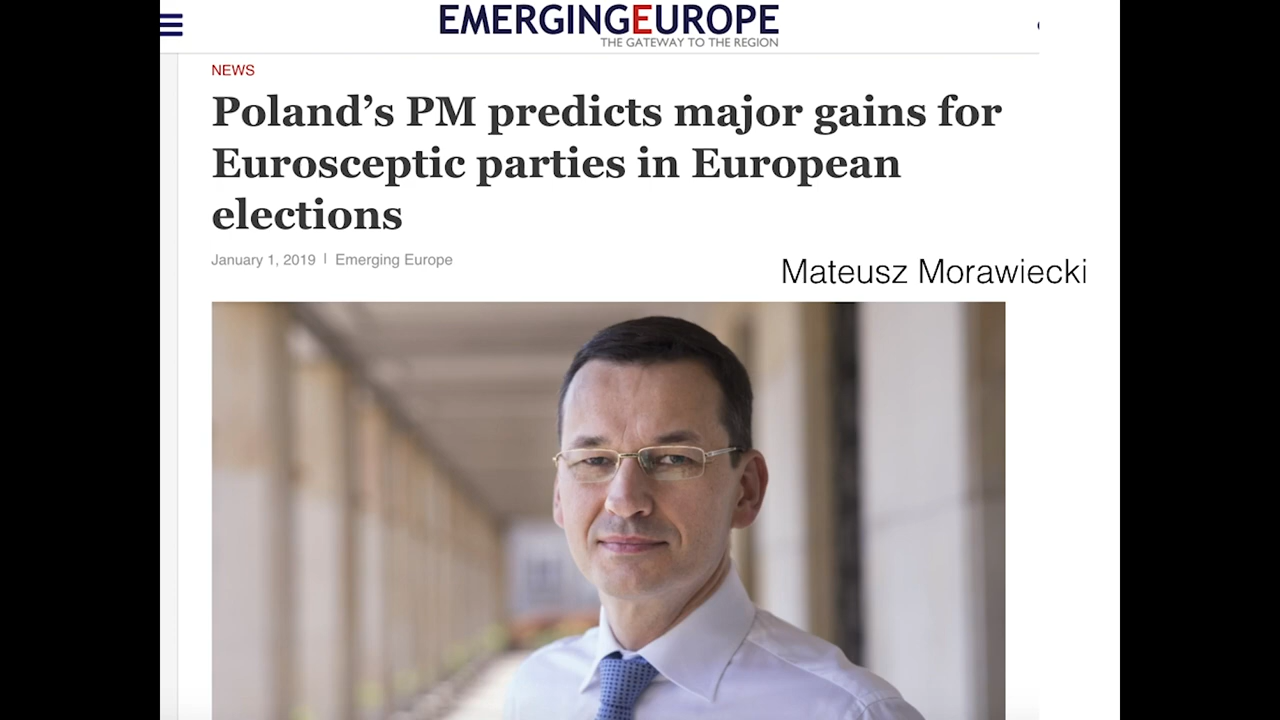 EMERGINGEUROPE
THE GATEWAY TO THE REGION
NEWS
Poland’s PM predicts major gains for
Eurosceptic parties in European
elections
January 1, 2019 | Emerging Europe
Mateusz Morawiecki